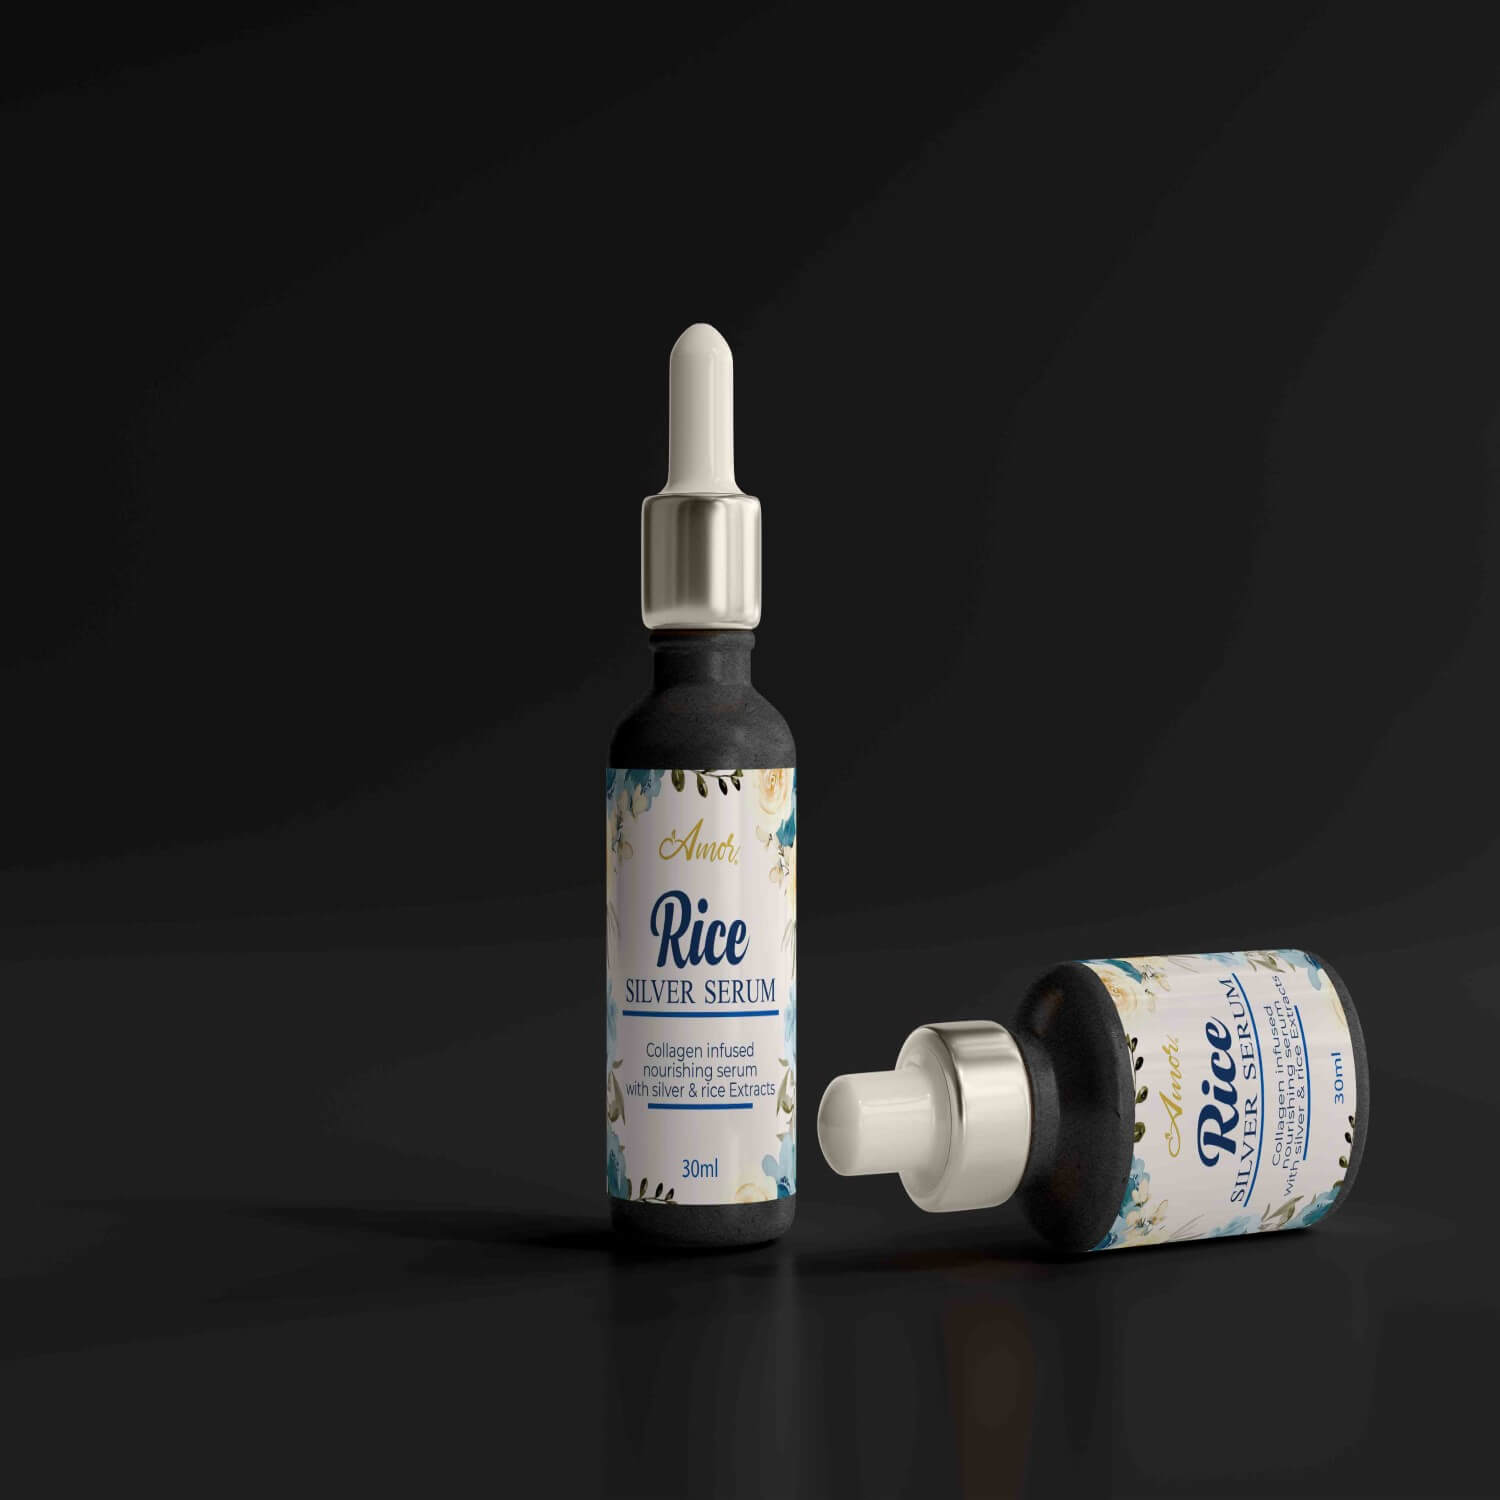 Amor
Rice
SILVER SERUM
Collagen infused
nourishing serum
with silver & rice Extracts
30ml
Amor
Rice
SILVER SERUM
Collagen infused
nourishing serum
with silver & rice Extracts
30ml